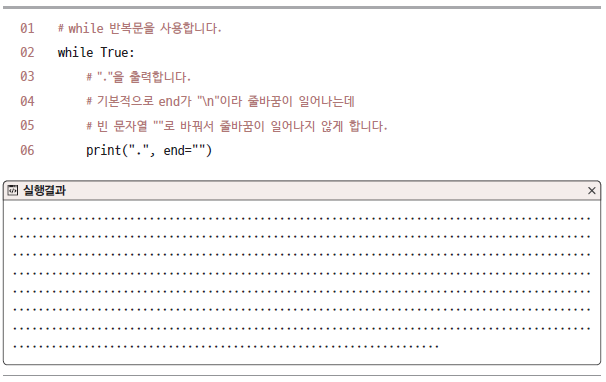 01 # while 반복문을 사용합니다.
02 while True:
03 # "."을 출력합니다.
04 # 기본적으로 end가 "\n"이라 줄바꿈이 일어나는데
05 # 빈 문자열 ""로 바꿔서 줄바꿈이 일어나지 않게 합니다.
06 print(".", end="")
실행결과
..........................................................................................
..........................................................................................
..........................................................................................
..........................................................................................
..........................................................................................
..........................................................................................
..........................................................................................
..................................................................